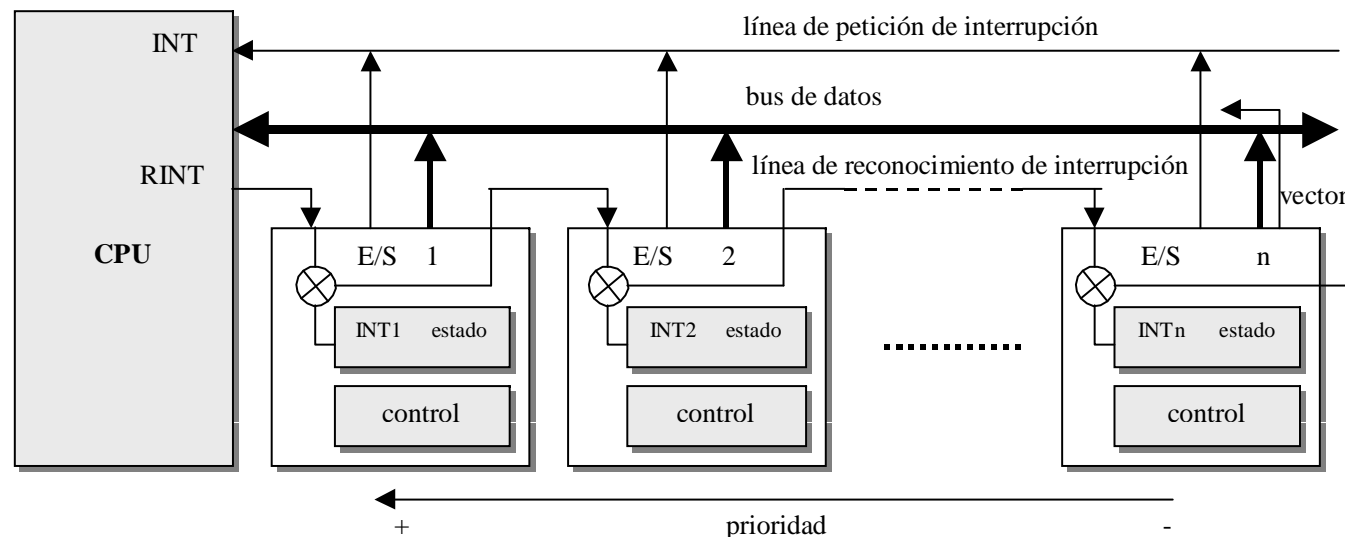 línea de petición de interrupción
INT
bus de datos
línea de reconocimiento de interrupción
RINT
vector
CPU
E/S 1
E/S 2
E/S n
INT1 estado
INT2 estado
INTn estado
control
control
control
+ prioridad -